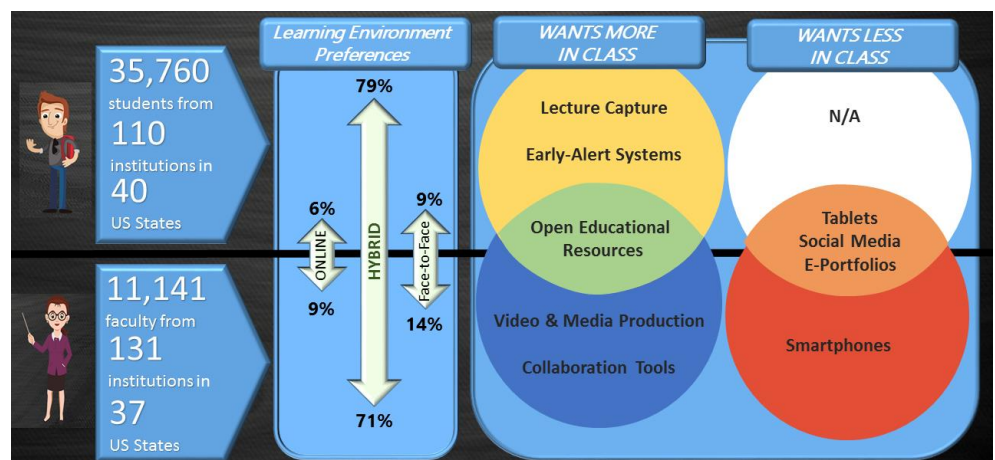 35,760
students from
110
institutions in
40
US States
11,141
faculty from
131
institutions in
37
US States
Learning Environment
Preferences
79%
6%
9%
ONLINE
HYBRID
Face-to-Face
9%
14%
71%
WANTS MORE
IN CLASS
Lecture Capture
Early-Alert Systems
Open Educational
Resources
Video & Media Production
Collaboration Tools
WANTS LESS
IN CLASS
N/A
Tablets
Social Media
E-Portfolios
Smartphones